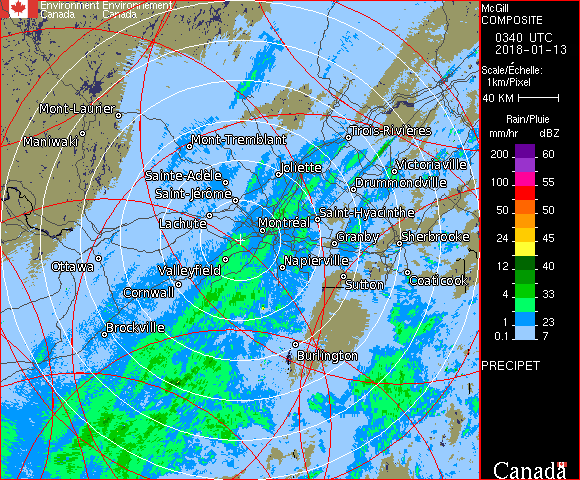 Environment Environnement
Canada Canada
McGill
COMPOSITE
0340 UTC
2018-01-13
Scale/Échelle:
1km/Pixel
40 KM
Rain/Pluie
mm/hr dBZ
200 60
100 55
50 50
24 45
12 40
4 33
1 23
0.1 7
PRECIPET
Canada
Mont-Laurier
Maniwaki
Mont-Tremblant
Trois-Rivières
Sainte-Adèle
Joliette
Victoriaville
Saint-Jérôme
Drummondville
Lachute
Montréal
Saint-Hyacinthe
Granby
Sherbrooke
Ottawa
Valleyfield
Napierville
Cornwall
Sutton
Coaticook
Brockville
Burlington